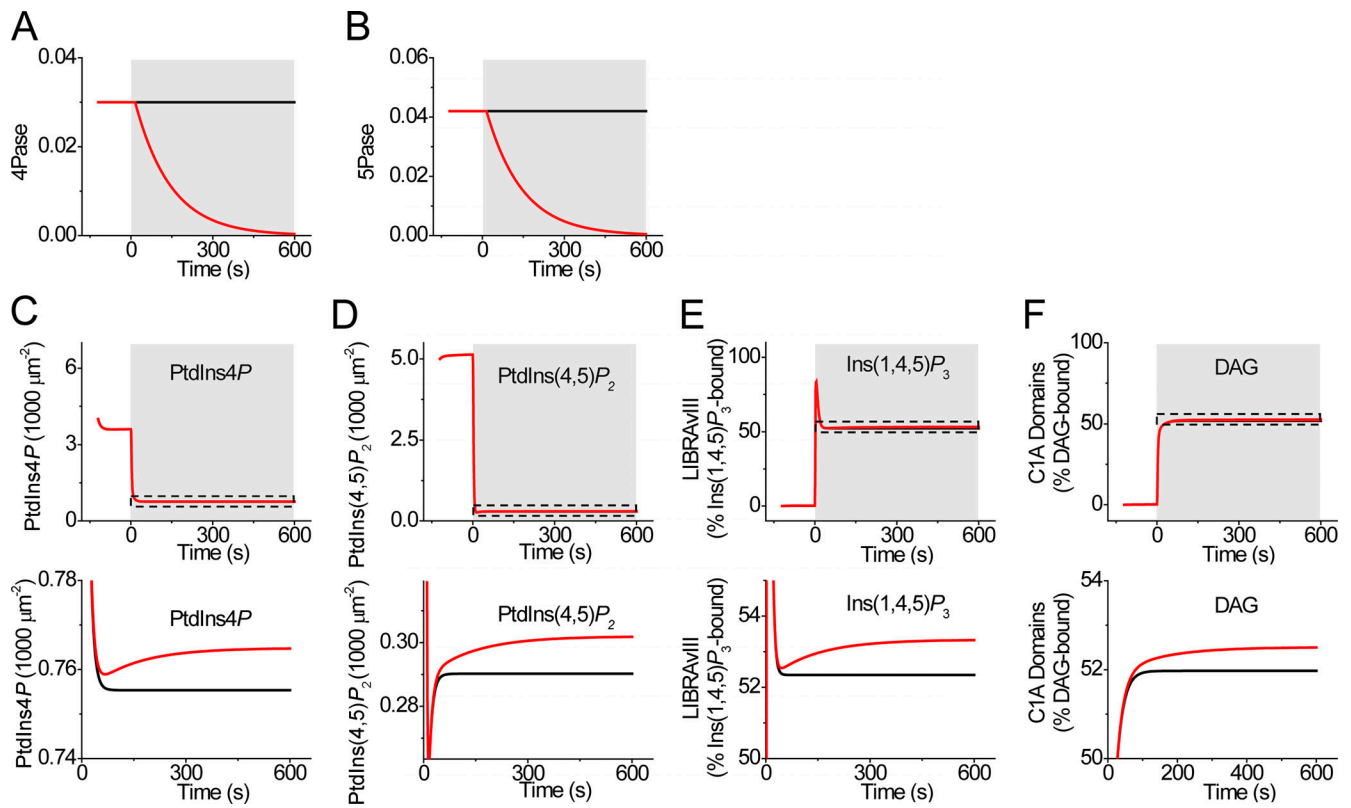 A
4Pase
0.04
0.02
0.00
0
300
600
Time (s)
B
5Pase
0.06
0.04
0.02
0.00
0
300
600
Time (s)
C
PtdIns4P (1000 µm-2)
6
3
0
PtdIns4P
0
300
600
Time (s)
D
PtdIns(4,5)P2 (1000 µm-2)
5.0
2.5
0.0
PtdIns(4,5)P2
0
300
600
Time (s)
E
LIBRAvIII
(% Ins(1,4,5)P3-bound)
100
50
0
Ins(1,4,5)P3
0
300
600
Time (s)
F
C1A Domains
(% DAG-bound)
100
50
0
DAG
0
300
600
Time (s)
PtdIns4P (1000 µm-2)
0.78
0.76
0.74
PtdIns4P
0
300
600
Time (s)
PtdIns(4,5)P2 (1000 µm-2)
0.30
0.28
PtdIns(4,5)P2
0
300
600
Time (s)
LIBRAvIII
(% Ins(1,4,5)P3-bound)
54
52
50
Ins(1,4,5)P3
0
300
600
Time (s)
C1A Domains
(% DAG-bound)
54
52
50
DAG
0
200
400
600
Time (s)